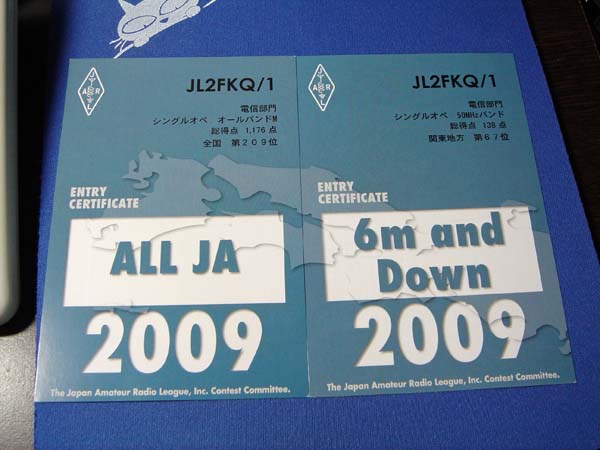 JARL
JL2FKQ/1
電信部門
シングルオペ オールバンドM
総得点 1,176 点
全国 第209位
ENTRY
CERTIFICATE
ALL JA
2009
The Japan Amateur Radio League, Inc. Contest Committee.
JARL
JL2FKQ/1
電信部門
シングルオペ 50MHzバンド
総得点 138 点
関東地方 第67位
ENTRY
CERTIFICATE
6m and
Down
2009
The Japan Amateur Radio League, Inc. Contest Committee.